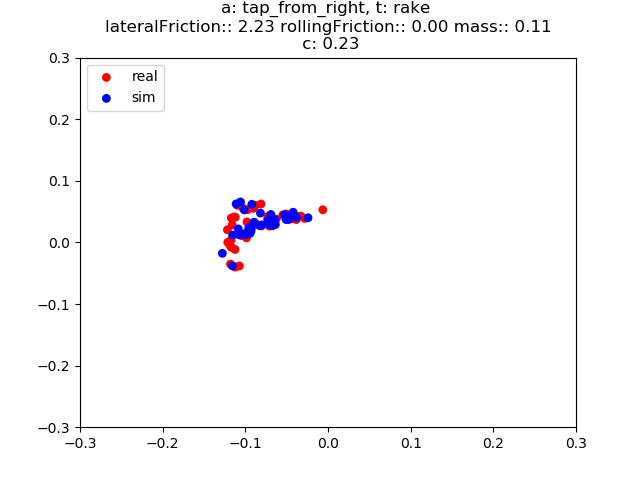 a: tap_from_right, t: rake
lateralFriction:: 2.23 rollingFriction:: 0.00 mass:: 0.11
c: 0.23
real
sim
0.3
0.2
0.1
0.0
−0.1
−0.2
−0.3
−0.3
−0.2
−0.1
0.0
0.1
0.2
0.3